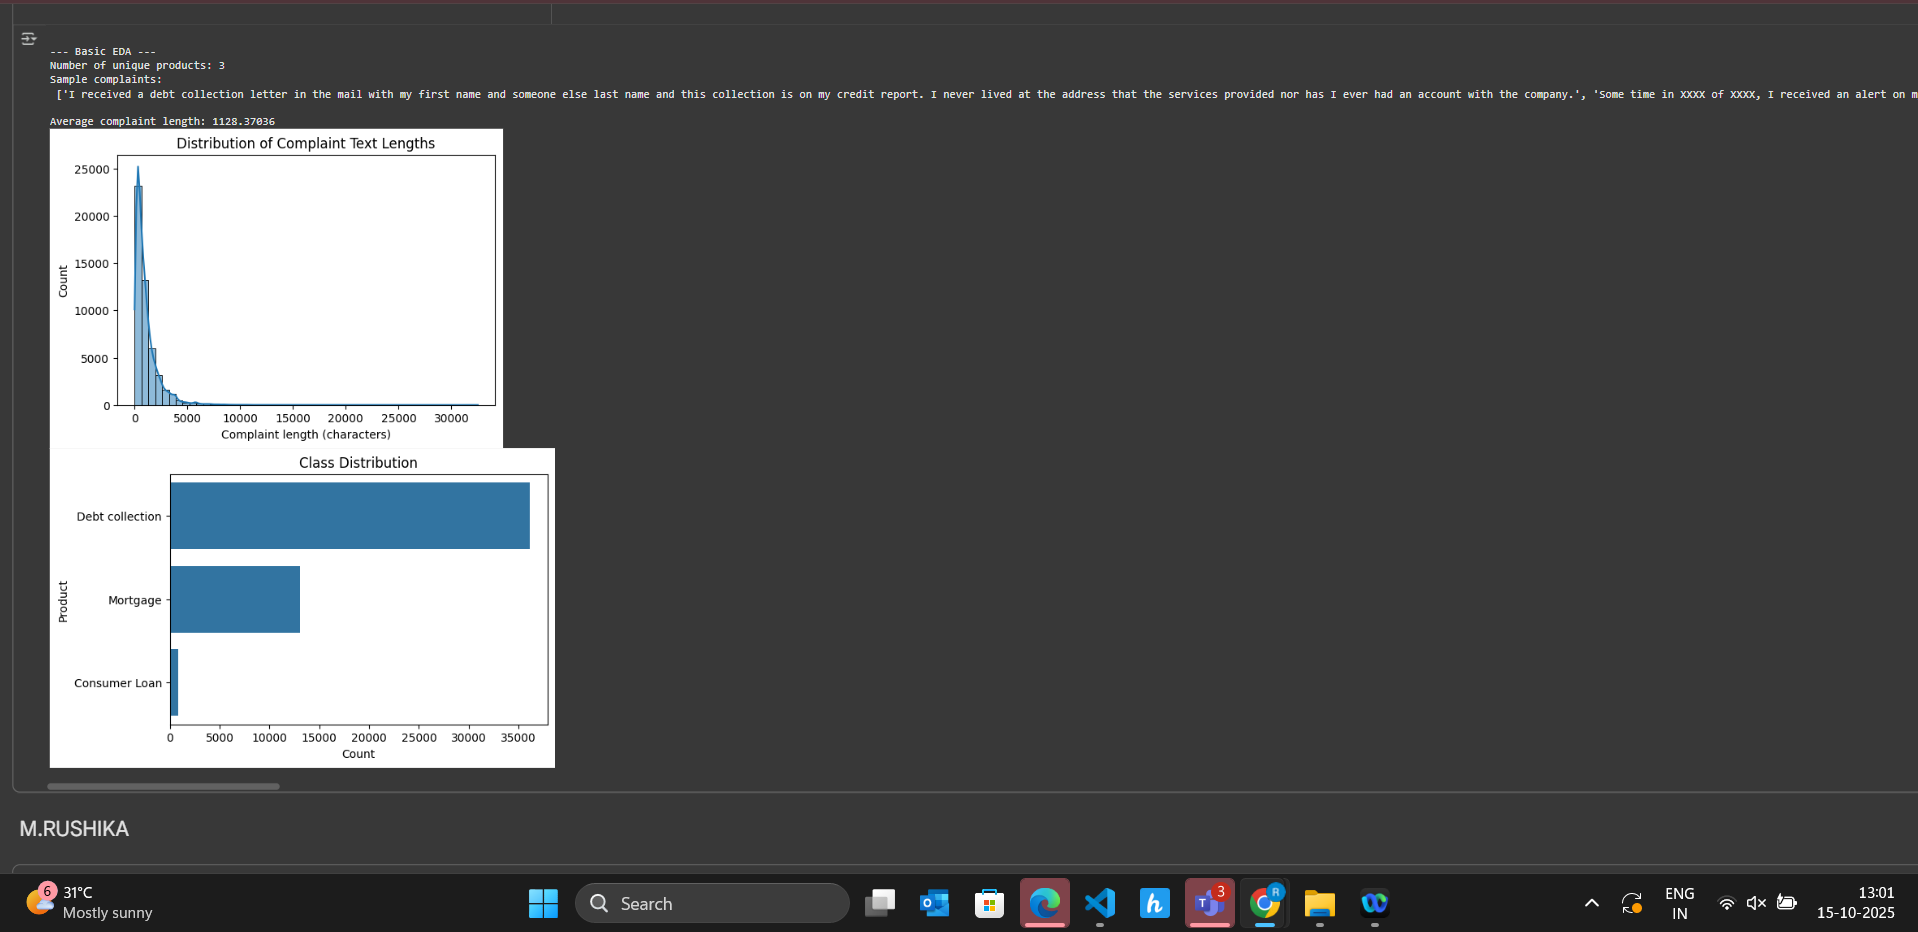 --- Basic EDA ---
Number of unique products: 3
Sample complaints:
['I received a debt collection letter in the mail with my first name and someone else last name and this collection is on my credit report. I never lived at the address that the services provided nor has I ever had an account with the company.', 'Some time in XXXX of XXXX, I received an alert on m
Average complaint length: 1128.37036
Distribution of Complaint Text Lengths
25000
20000
15000
10000
5000
0
Count
0 5000 10000 15000 20000 25000 30000
Complaint length (characters)
Class Distribution
Debt collection
Mortgage
Consumer Loan
Product
0 5000 10000 15000 20000 25000 30000 35000
Count
M.RUSHIKA
6
31°C
Mostly sunny
Search
3
R
ENG
IN
13:01
15-10-2025